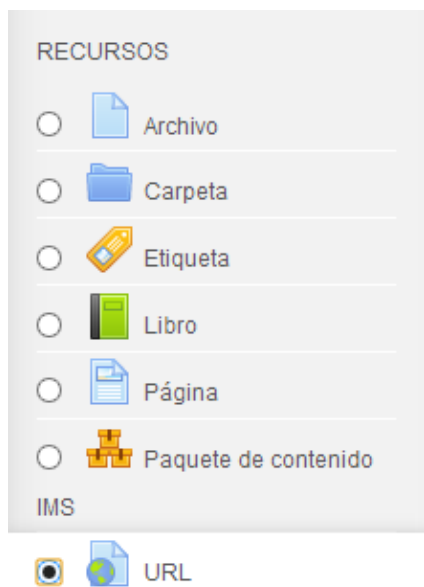 RECURSOS
Archivo
Carpeta
Etiqueta
Libro
Página
Paquete de contenido
IMS
URL